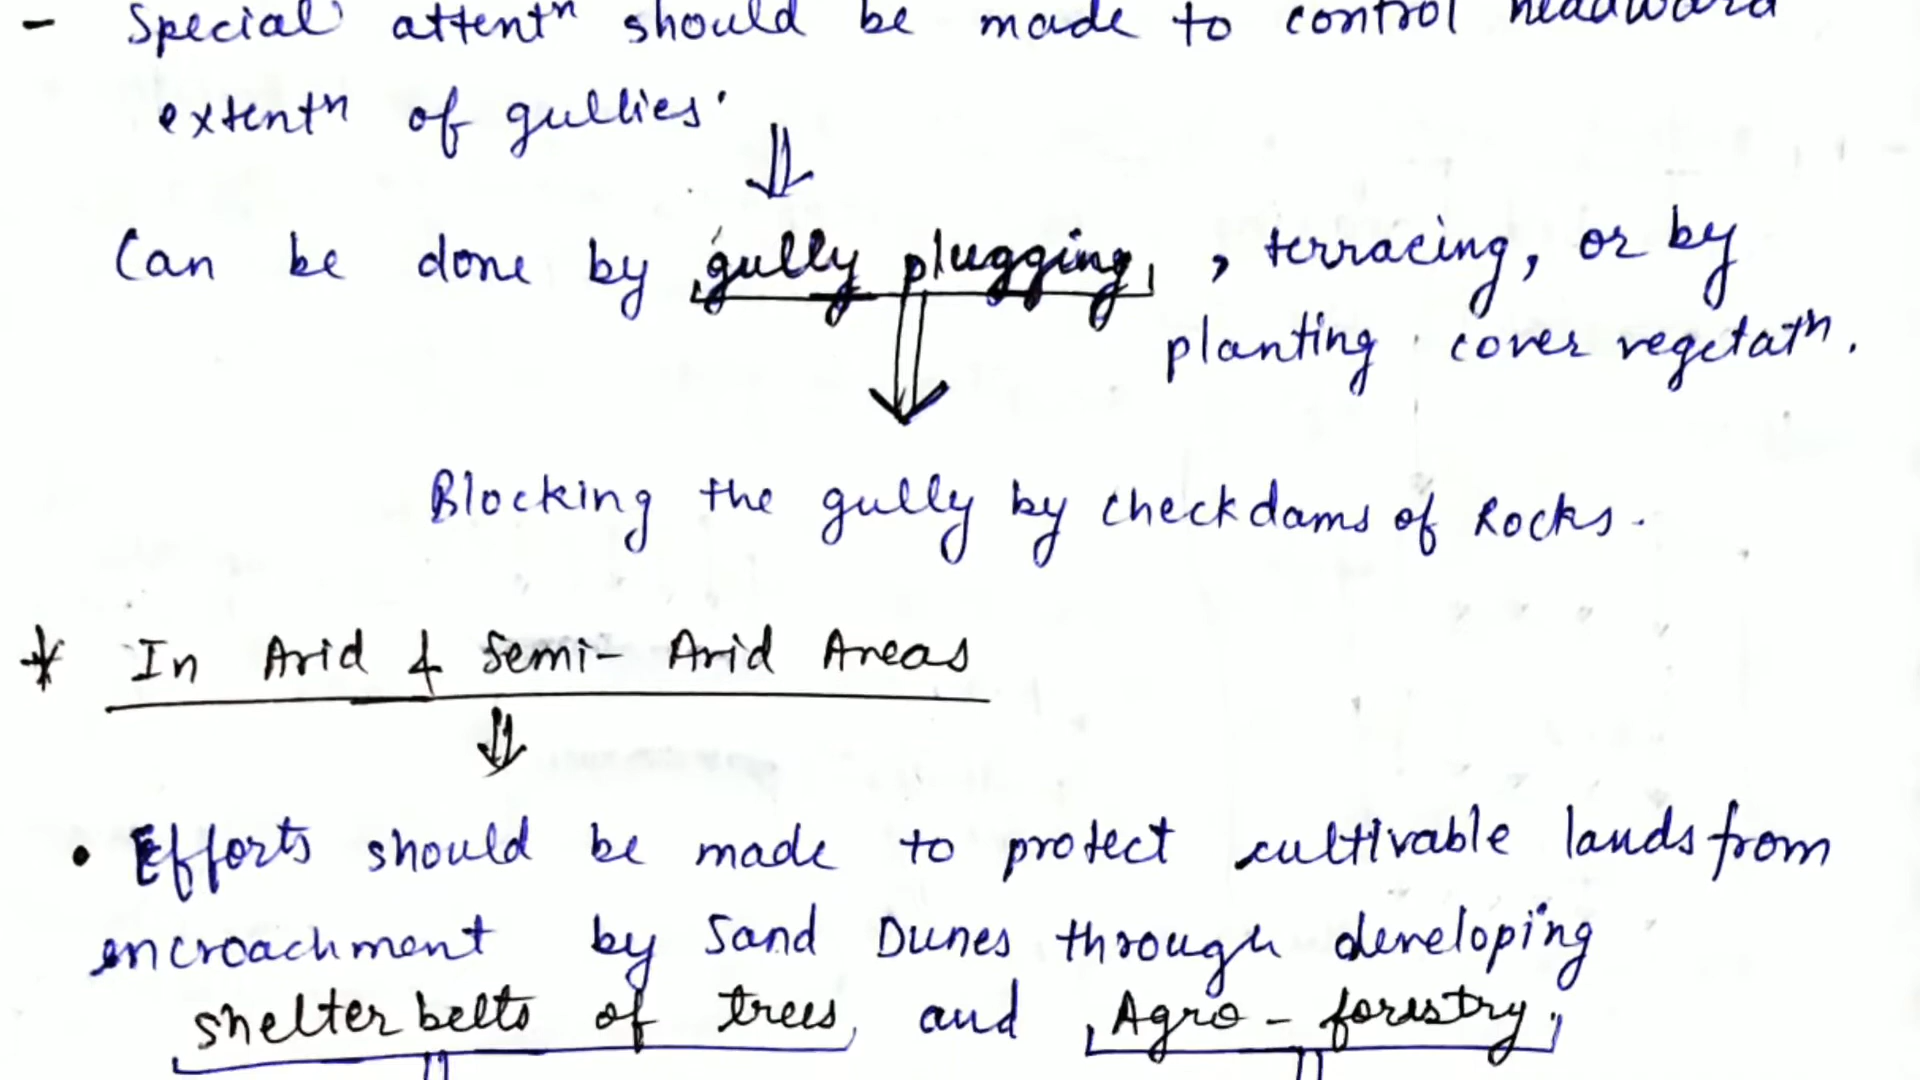 - Special attentⁿ should be made to control headward
extentⁿ of gullies.
⇓
Can be done by gully plugging, terracing, or by
planting cover vegetatⁿ.
⇓
Blocking the gully by checkdams of Rocks.
* In Arid & Semi-Arid Areas
⇓
• Efforts should be made to protect cultivable lands from
encroachment by Sand Dunes through developing
shelter belts of trees and Agro-forestry.